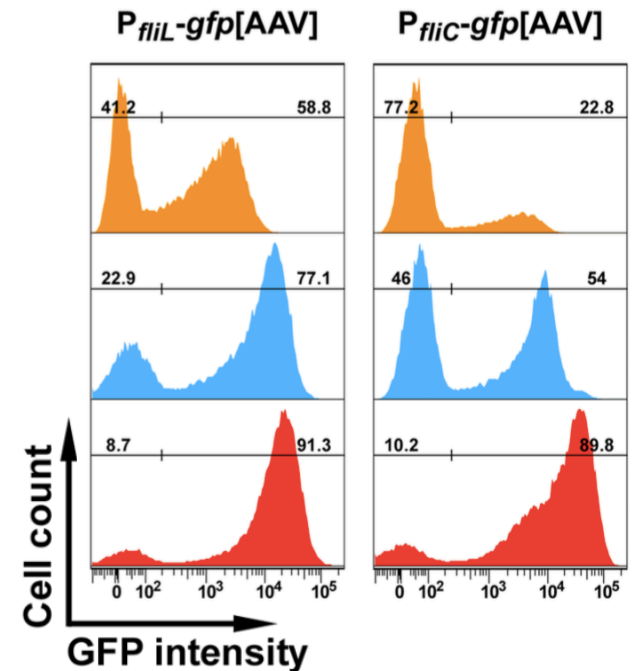 PfliL-gfp[AAV] PfliC-gfp[AAV]
41.2 58.8 77.2 22.8
22.9 77.1 46 54
8.7 91.3 10.2 89.8
0 10² 10³ 10⁴ 10⁵ 0 10² 10³ 10⁴ 10⁵
Cell count
GFP intensity